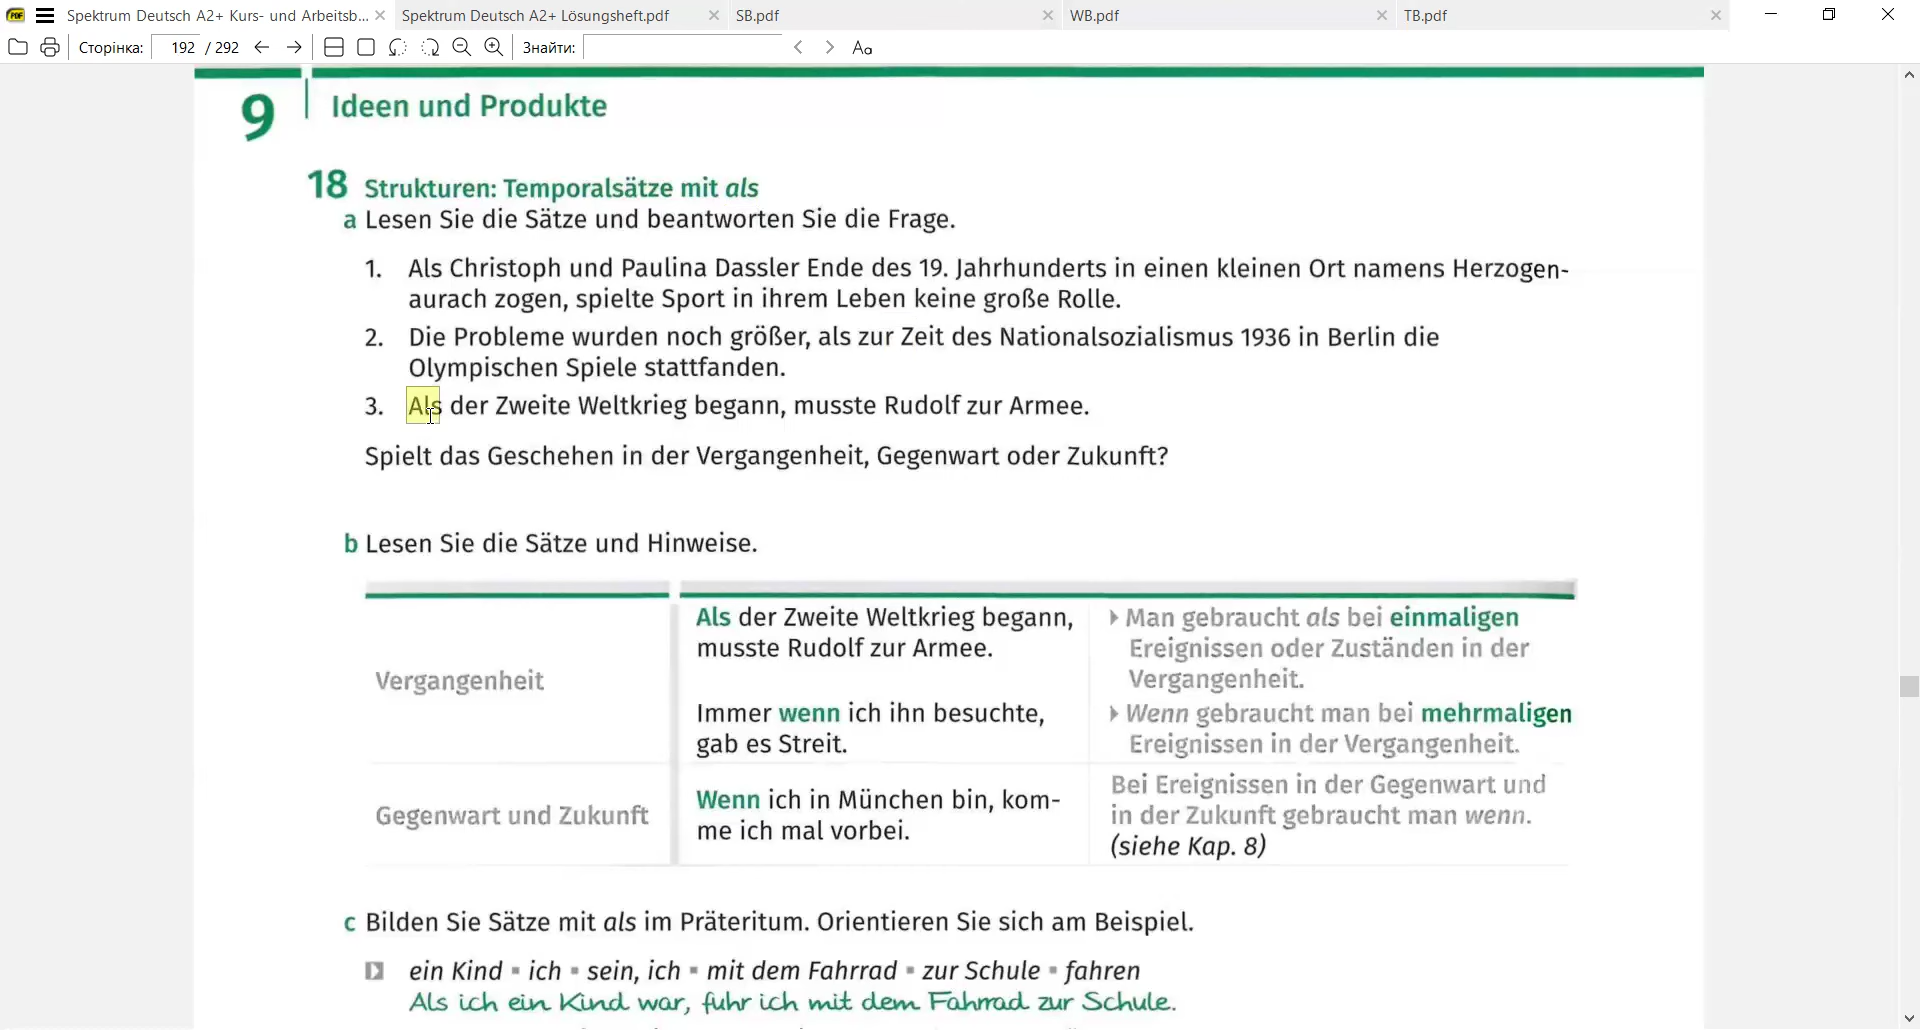 Spektrum Deutsch A2+ Kurs- und Arbeitsb... Spektrum Deutsch A2+ Lösungsheft.pdf SB.pdf WB.pdf TB.pdf
Сторінка: 192 / 292 Знайти: Aa
9 Ideen und Produkte
18 Strukturen: Temporalsätze mit als
a Lesen Sie die Sätze und beantworten Sie die Frage.
1. Als Christoph und Paulina Dassler Ende des 19. Jahrhunderts in einen kleinen Ort namens Herzogen-
aurach zogen, spielte Sport in ihrem Leben keine große Rolle.
2. Die Probleme wurden noch größer, als zur Zeit des Nationalsozialismus 1936 in Berlin die
Olympischen Spiele stattfanden.
3. Als der Zweite Weltkrieg begann, musste Rudolf zur Armee.
Spielt das Geschehen in der Vergangenheit, Gegenwart oder Zukunft?
b Lesen Sie die Sätze und Hinweise.
Vergangenheit
Als der Zweite Weltkrieg begann,
musste Rudolf zur Armee.
Immer wenn ich ihn besuchte,
gab es Streit.
Man gebraucht als bei einmaligen
Ereignissen oder Zuständen in der
Vergangenheit.
Wenn gebraucht man bei mehrmaligen
Ereignissen in der Vergangenheit.
Gegenwart und Zukunft
Wenn ich in München bin, kom-
me ich mal vorbei.
Bei Ereignissen in der Gegenwart und
in der Zukunft gebraucht man wenn.
(siehe Kap. 8)
c Bilden Sie Sätze mit als im Präteritum. Orientieren Sie sich am Beispiel.
ein Kind ▪ ich ▪ sein, ich ▪ mit dem Fahrrad ▪ zur Schule ▪ fahren
Als ich ein Kind war, fuhr ich mit dem Fahrrad zur Schule.